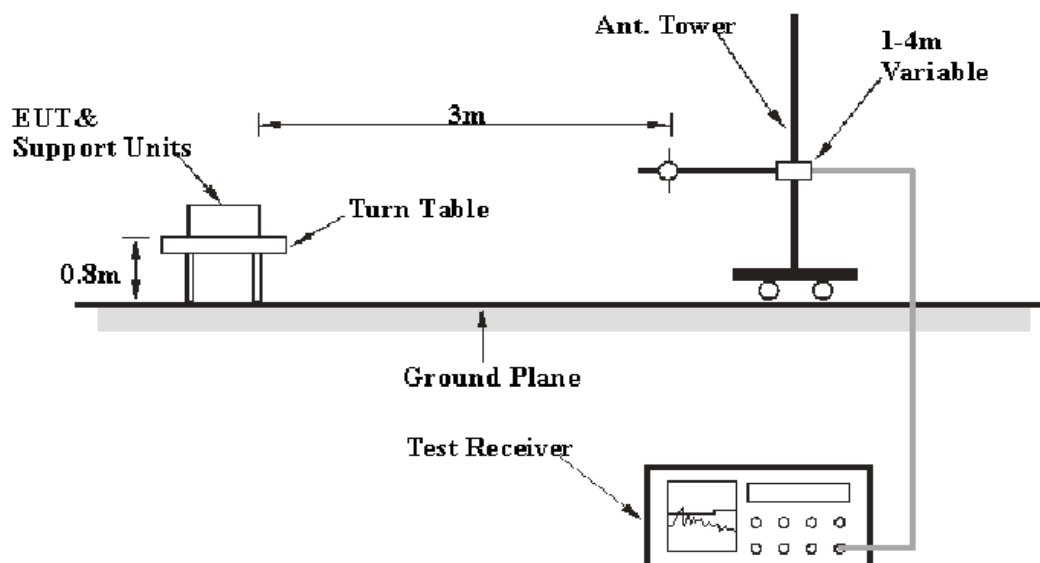 Ant. Tower
1-4m
Variable
3m
EUT&
Support Units
Turn Table
0.8m
Ground Plane
Test Receiver